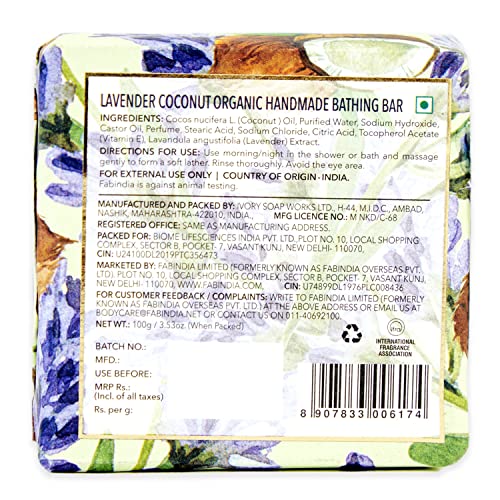 LAVENDER COCONUT ORGANIC HANDMADE BATHING BAR
INGREDIENTS: Cocos nucifera L. (Coconut) Oil, Purified Water, Sodium Hydroxide,
Castor Oil, Perfume, Stearic Acid, Sodium Chloride, Citric Acid, Tocopherol Acetate
(Vitamin E), Lavandula angustifolia (Lavender) Extract.
DIRECTIONS FOR USE: Use morning/night in the shower or bath and massage
gently to form a soft lather. Rinse thoroughly. Avoid the eye area.
FOR EXTERNAL USE ONLY | COUNTRY OF ORIGIN - INDIA.
Fabindia is against animal testing.
MANUFACTURED AND PACKED BY: IVORY SOAP WORKS LTD., H-44, M.I.D.C., AMBAD,
NASHIK, MAHARASHTRA-422010, INDIA. MFG LICENCE NO.: M NKD/C-68
REGISTERED OFFICE: SAME AS MANUFACTURING ADDRESS.
PACKED FOR: BIOME LIFESCIENCES INDIA PVT LTD. PLOT NO. 10, LOCAL SHOPPING
COMPLEX, SECTOR B, POCKET- 7, VASANT KUNJ, NEW DELHI- 110070,
CIN: U24100DL2019PTC356473
MARKETED BY: FABINDIA LIMITED (FORMERLY KNOWN AS FABINDIA OVERSEAS PVT.
LTD.) PLOT NO. 10, LOCAL SHOPPING COMPLEX, SECTOR B, POCKET- 7, VASANT KUNJ,
NEW DELHI- 110070, WWW.FABINDIA.COM. CIN: U74899DL1976PLC008436
FOR CUSTOMER FEEDBACK / COMPLAINTS: WRITE TO FABINDIA LIMITED (FORMERLY
KNOWN AS FABINDIA OVERSEAS PVT. LTD.) AT THE ABOVE ADDRESS OR EMAIL US AT
BODYCARE@FABINDIA.NET OR CONTACT US ON 011-40692100.
NET WT.: 100g / 3.53oz. (When Packed)
BATCH NO.:
MFD.:
USE BEFORE:
MRP Rs.:
(Incl. of all taxes)
Rs. per g:
ifra
INTERNATIONAL
FRAGRANCE
ASSOCIATION
8 907833 006174